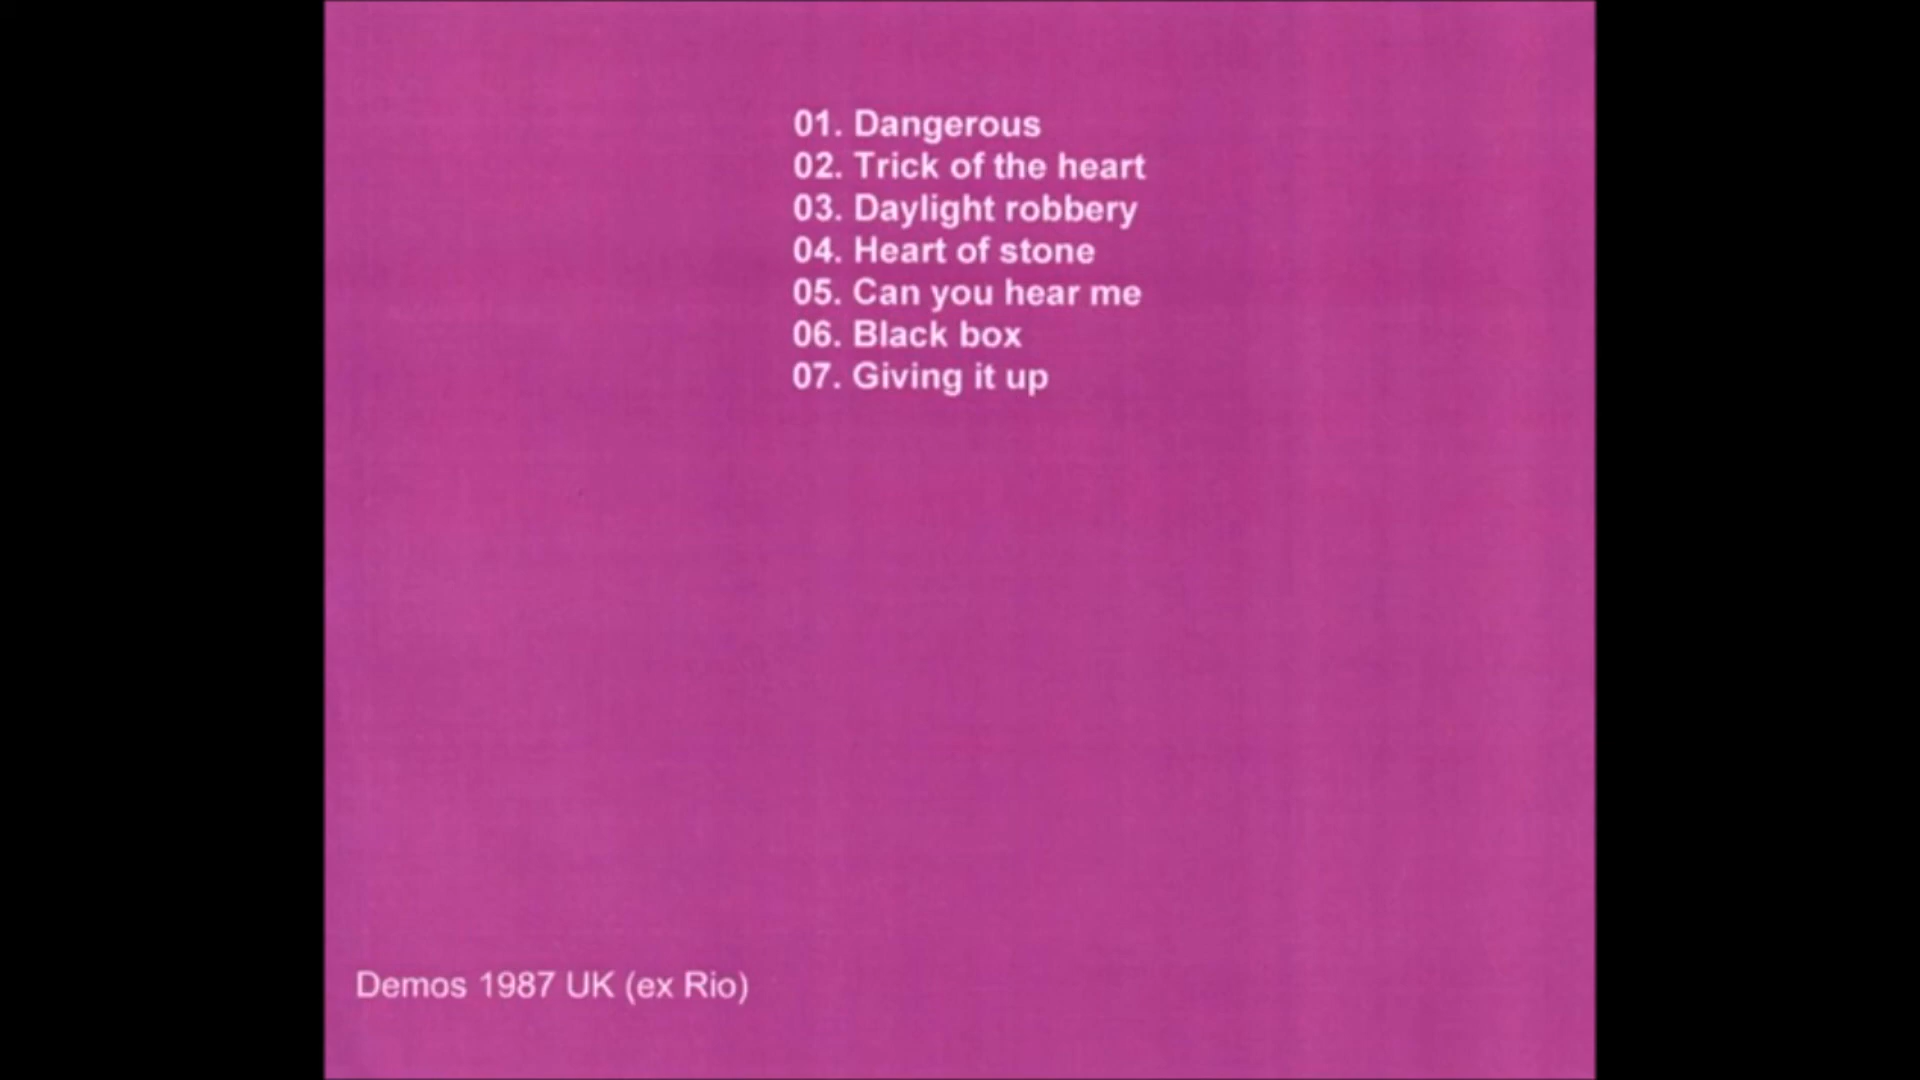 01. Dangerous
02. Trick of the heart
03. Daylight robbery
04. Heart of stone
05. Can you hear me
06. Black box
07. Giving it up
Demos 1987 UK (ex Rio)